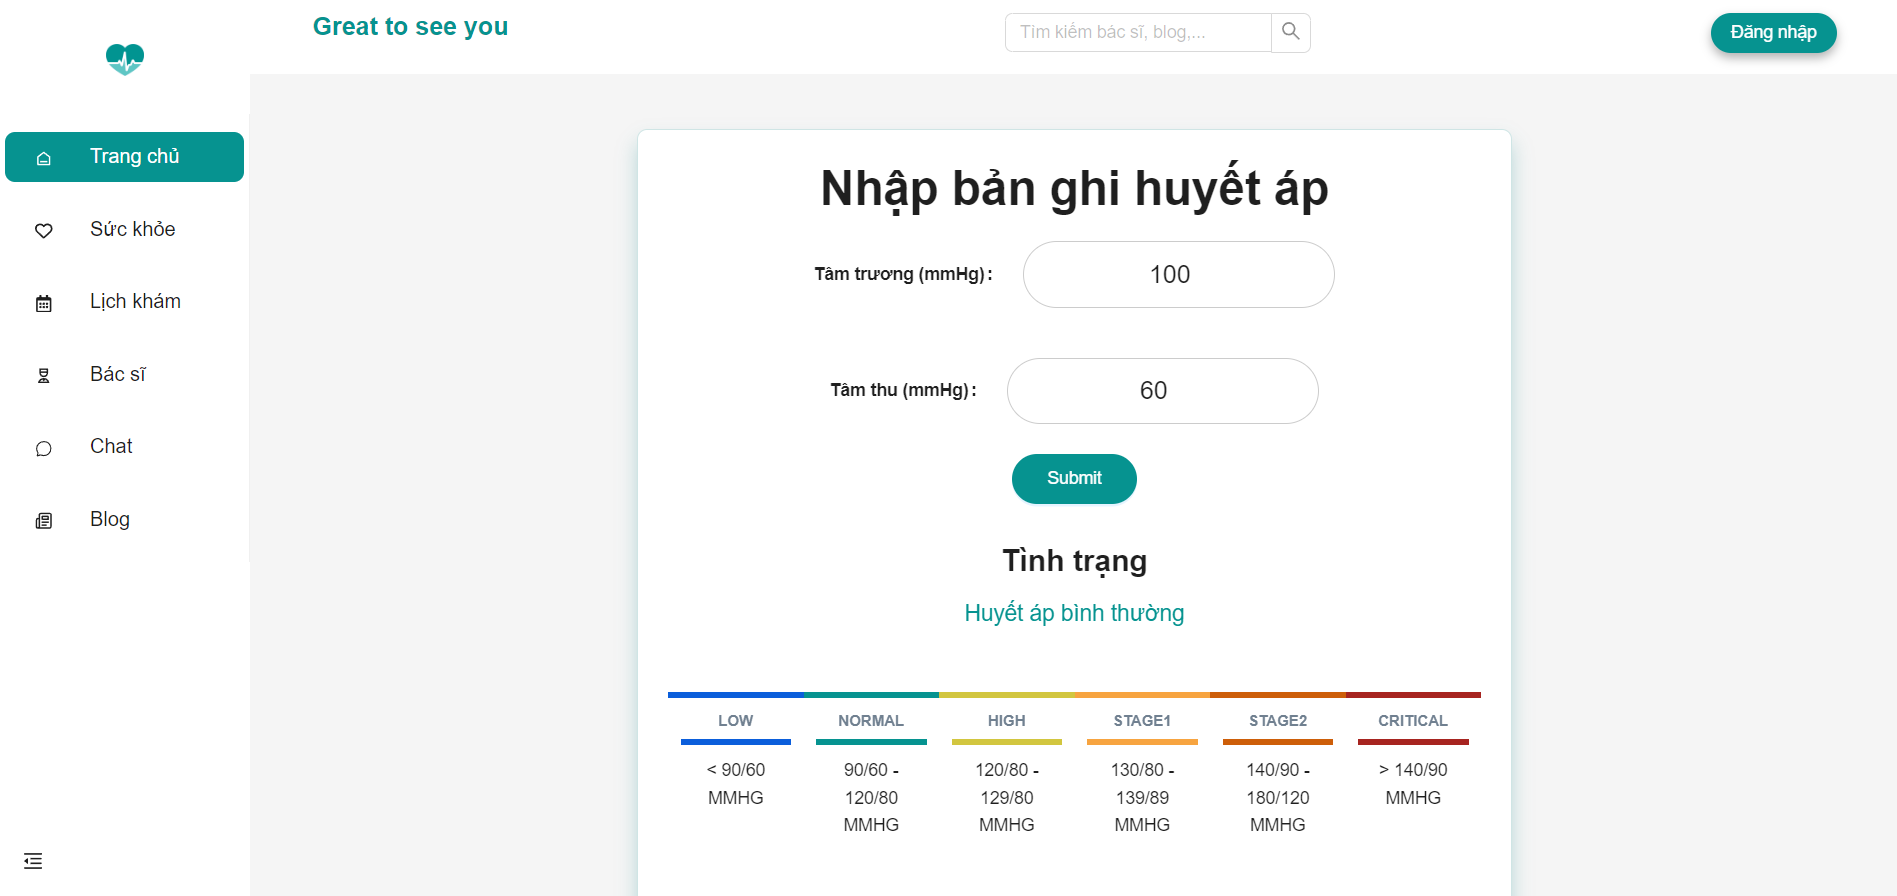 Great to see you
Tìm kiếm bác sĩ, blog,...
Đăng nhập
Trang chủ
Sức khỏe
Lịch khám
Bác sĩ
Chat
Blog
Nhập bản ghi huyết áp
Tâm trương (mmHg) :
100
Tâm thu (mmHg) :
60
Submit
Tình trạng
Huyết áp bình thường
LOW
NORMAL
HIGH
STAGE1
STAGE2
CRITICAL
< 90/60
MMHG
90/60 -
120/80
MMHG
120/80 -
129/80
MMHG
130/80 -
139/89
MMHG
140/90 -
180/120
MMHG
> 140/90
MMHG